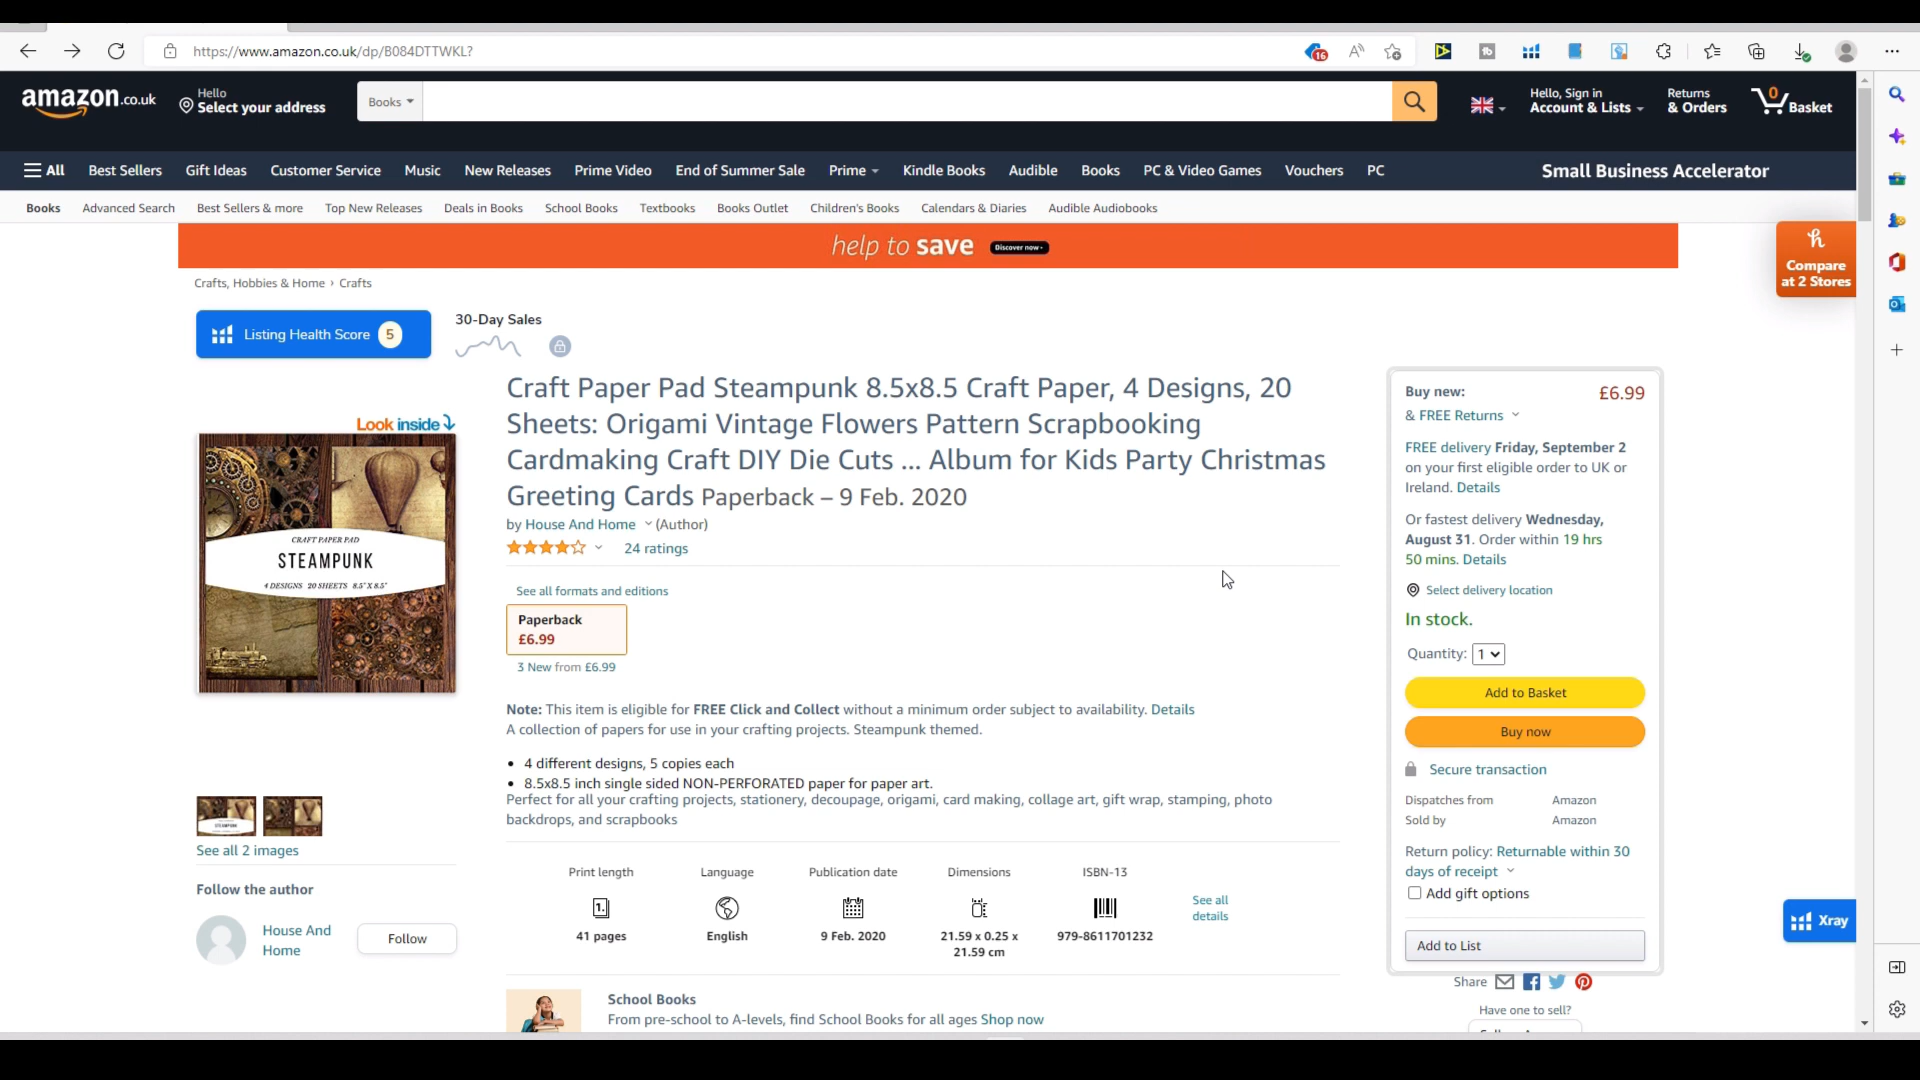 https://www.amazon.co.uk/dp/B084DTTWKL?
16
amazon.co.uk
Hello
Select your address
Books
Hello, Sign in
Account & Lists
Returns
& Orders
0
Basket
All
Best Sellers
Gift Ideas
Customer Service
Music
New Releases
Prime Video
End of Summer Sale
Prime
Kindle Books
Audible
Books
PC & Video Games
Vouchers
PC
Small Business Accelerator
Books
Advanced Search
Best Sellers & more
Top New Releases
Deals in Books
School Books
Textbooks
Books Outlet
Children's Books
Calendars & Diaries
Audible Audiobooks
help to save
Discover now
Compare
at 2 Stores
Crafts, Hobbies & Home › Crafts
Listing Health Score 5
30-Day Sales
Look inside
CRAFT PAPER PAD
STEAMPUNK
4 DESIGNS 20 SHEETS 8.5" X 8.5"
See all 2 images
Follow the author
House And
Home
Follow
Craft Paper Pad Steampunk 8.5x8.5 Craft Paper, 4 Designs, 20
Sheets: Origami Vintage Flowers Pattern Scrapbooking
Cardmaking Craft DIY Die Cuts ... Album for Kids Party Christmas
Greeting Cards Paperback – 9 Feb. 2020
by House And Home (Author)
24 ratings
See all formats and editions
Paperback
£6.99
3 New from £6.99
Note: This item is eligible for FREE Click and Collect without a minimum order subject to availability. Details
A collection of papers for use in your crafting projects. Steampunk themed.
• 4 different designs, 5 copies each
• 8.5x8.5 inch single sided NON-PERFORATED paper for paper art.
Perfect for all your crafting projects, stationery, decoupage, origami, card making, collage art, gift wrap, stamping, photo
backdrops, and scrapbooks
Print length
41 pages
Language
English
Publication date
9 Feb. 2020
Dimensions
21.59 x 0.25 x
21.59 cm
ISBN-13
979-8611701232
See all
details
School Books
From pre-school to A-levels, find School Books for all ages Shop now
Buy new:
£6.99
& FREE Returns
FREE delivery Friday, September 2
on your first eligible order to UK or
Ireland. Details
Or fastest delivery Wednesday,
August 31. Order within 19 hrs
50 mins. Details
Select delivery location
In stock.
Quantity: 1
Add to Basket
Buy now
Secure transaction
Dispatches from Amazon
Sold by Amazon
Return policy: Returnable within 30
days of receipt
Add gift options
Add to List
Share
Have one to sell?
Xray